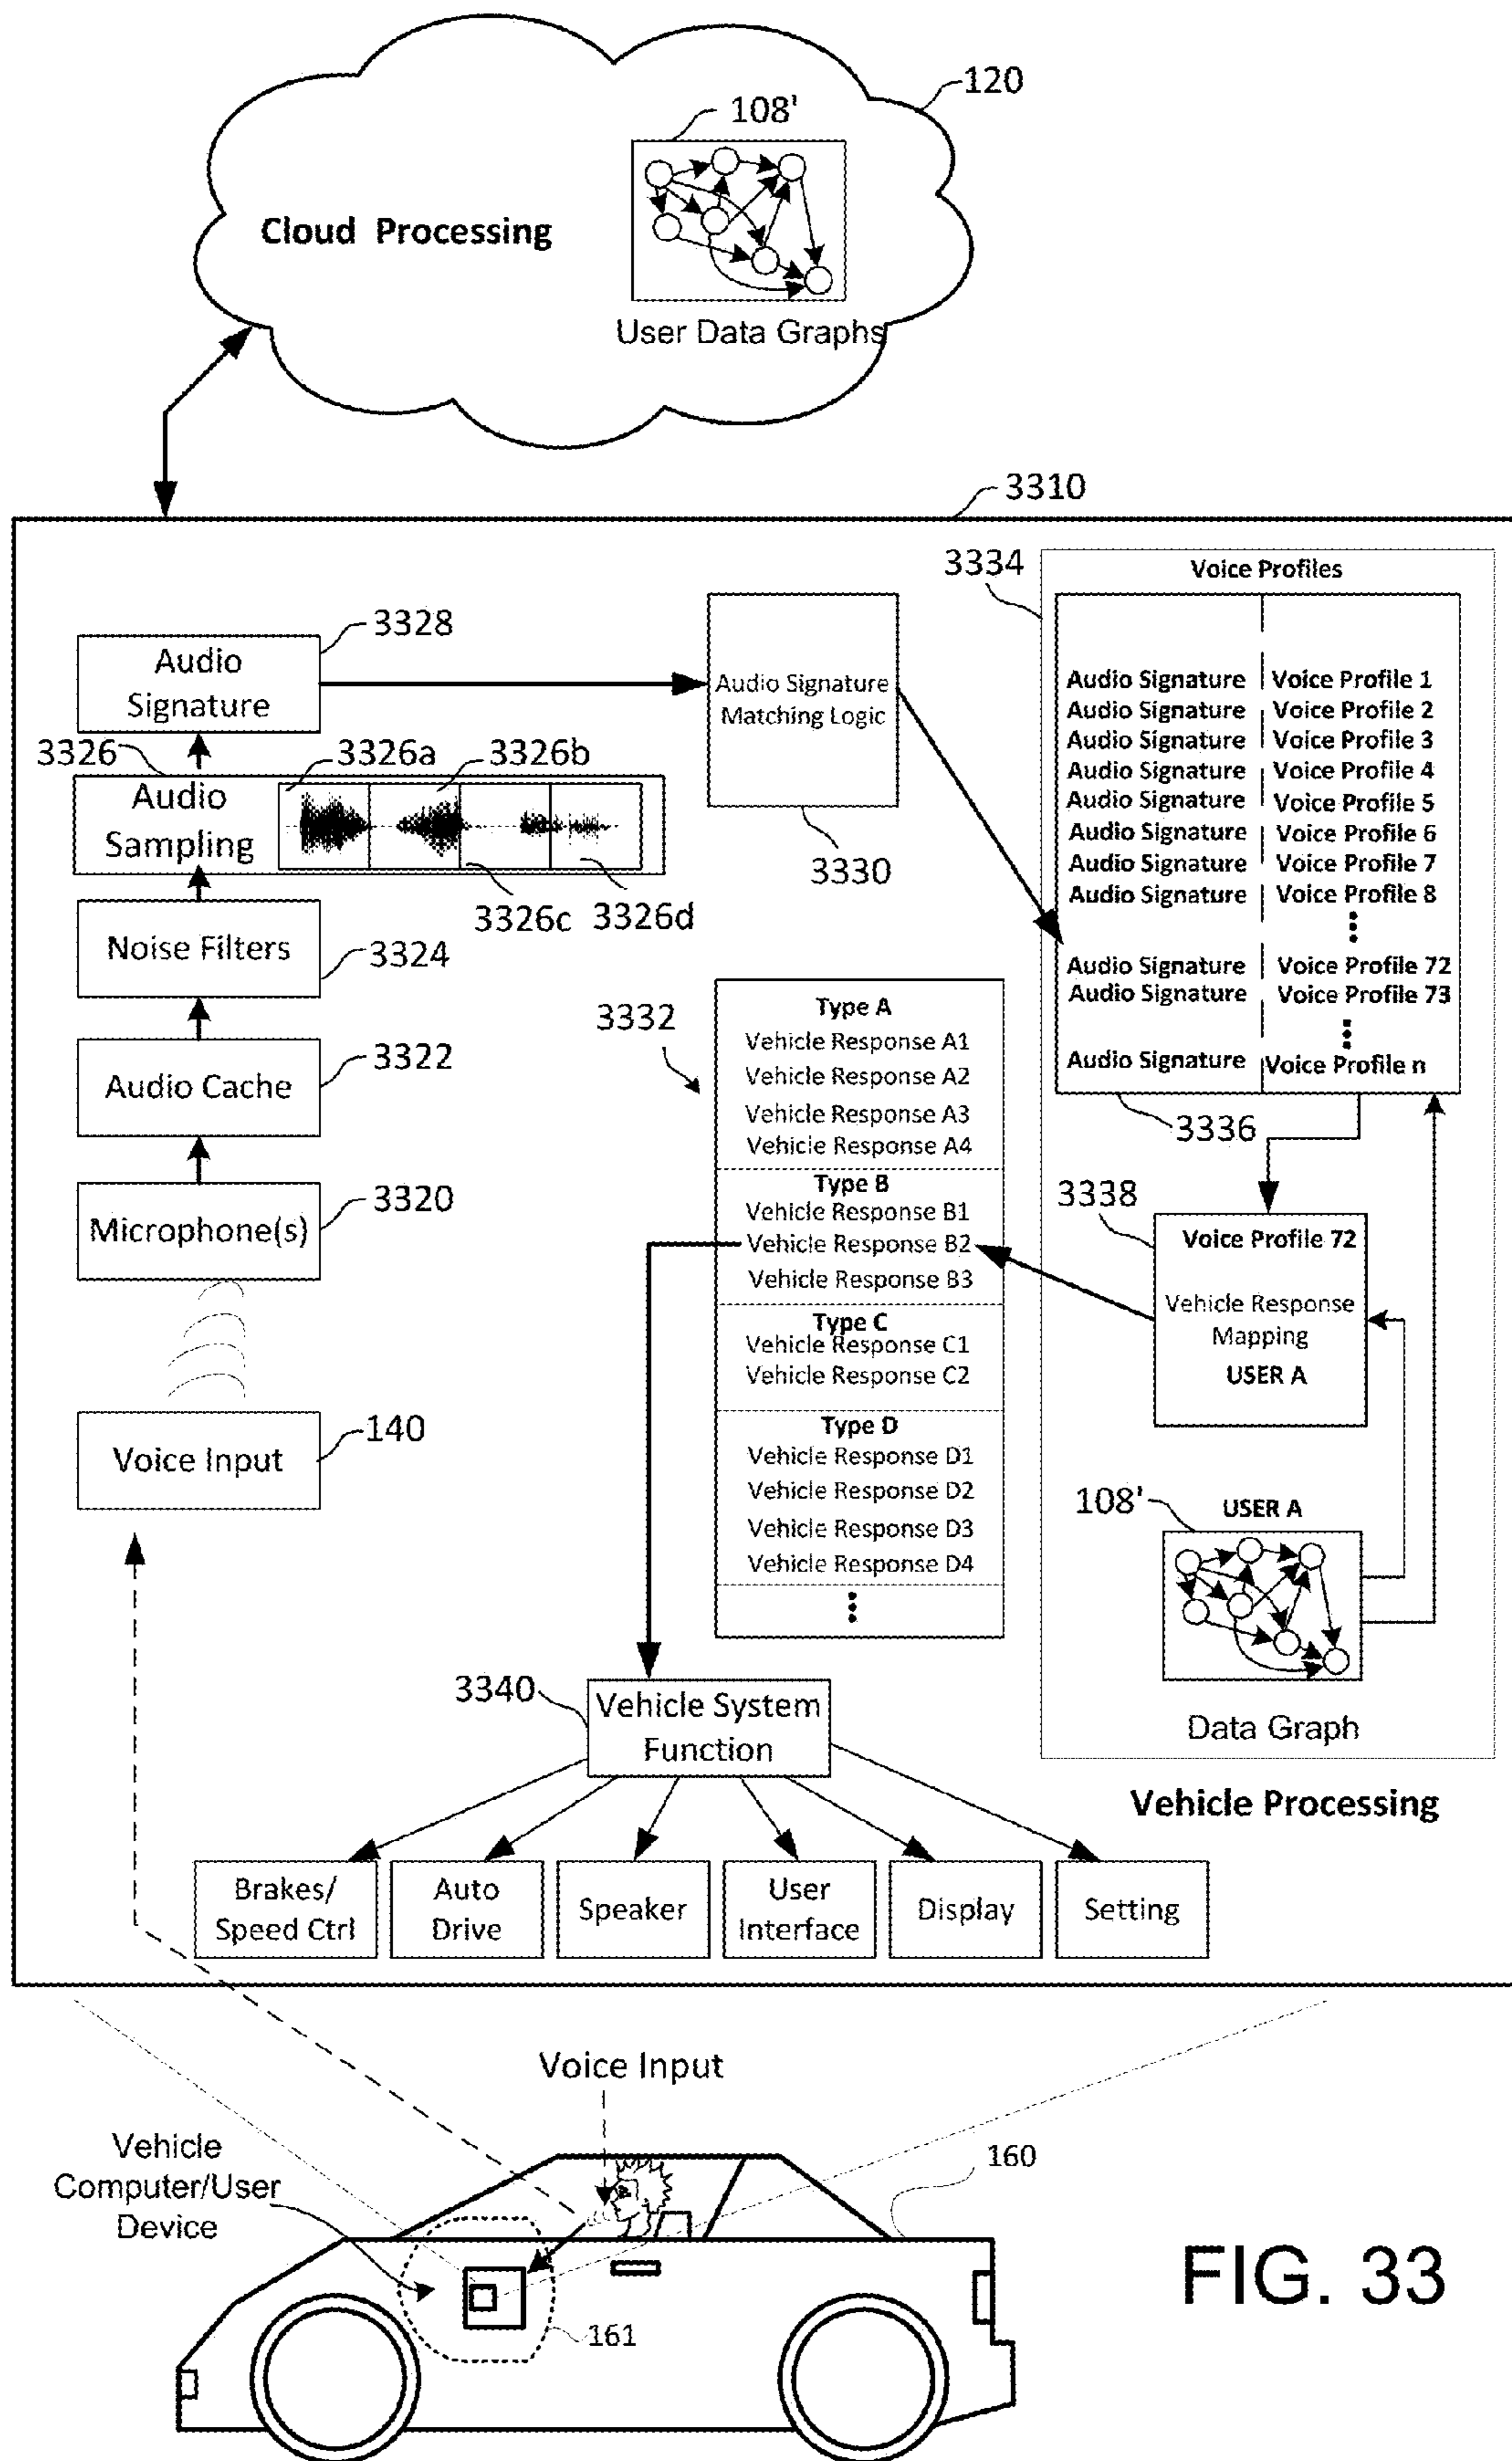 120
108'
Cloud Processing
User Data Graphs
3310
3334
Voice Profiles
3328
Audio
Signature
Audio Signature
Matching Logic
3330
Audio Signature Voice Profile 1
Audio Signature Voice Profile 2
Audio Signature Voice Profile 3
Audio Signature Voice Profile 4
Audio Signature Voice Profile 5
Audio Signature Voice Profile 6
Audio Signature Voice Profile 7
Audio Signature Voice Profile 8
Audio Signature Voice Profile 72
Audio Signature Voice Profile 73
Audio Signature Voice Profile n
3336
3326
3326a
3326b
Audio
Sampling
3326c
3326d
Noise Filters
3324
Audio Cache
3322
Microphone(s)
3320
Voice Input
140
3332
Type A
Vehicle Response A1
Vehicle Response A2
Vehicle Response A3
Vehicle Response A4
Type B
Vehicle Response B1
Vehicle Response B2
Vehicle Response B3
Type C
Vehicle Response C1
Vehicle Response C2
Type D
Vehicle Response D1
Vehicle Response D2
Vehicle Response D3
Vehicle Response D4
3338
Voice Profile 72
Vehicle Response
Mapping
USER A
108'
USER A
Data Graph
3340
Vehicle System
Function
Vehicle Processing
Brakes/
Speed Ctrl
Auto
Drive
Speaker
User
Interface
Display
Setting
Voice Input
Vehicle
Computer/User
Device
160
161
FIG. 33